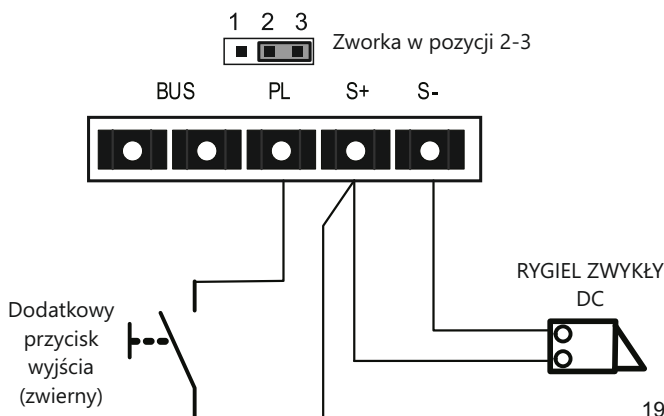 1 2 3
Zworka w pozycji 2-3
BUS PL S+ S-
RYGIEL ZWYKŁY
DC
Dodatkowy
przycisk
wyjścia
(zwierny)
19